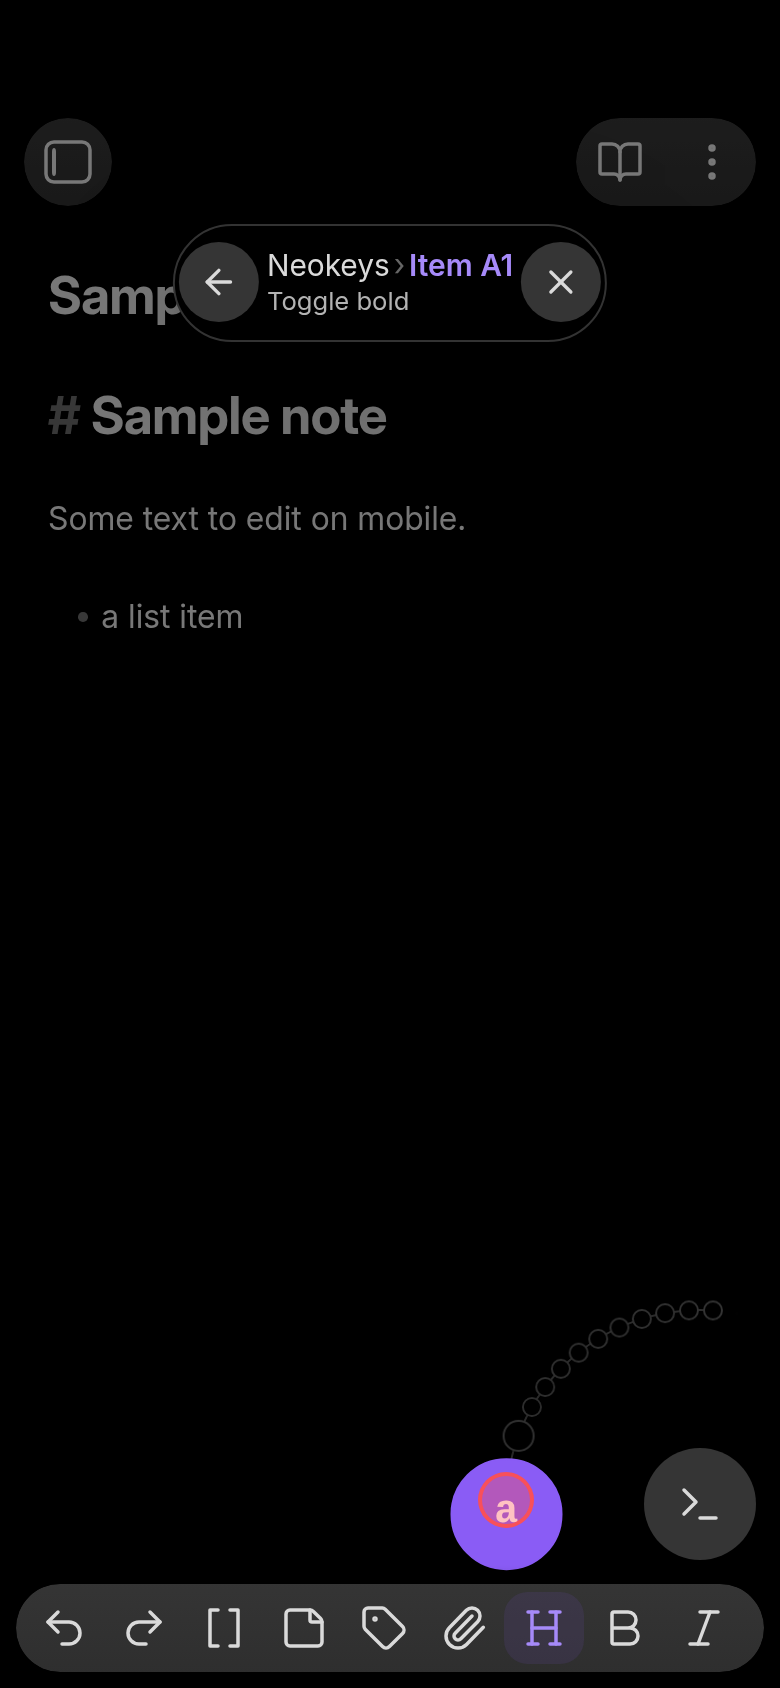 Neokeys › Item A1
Toggle bold
Samp
# Sample note
Some text to edit on mobile.
• a list item
a